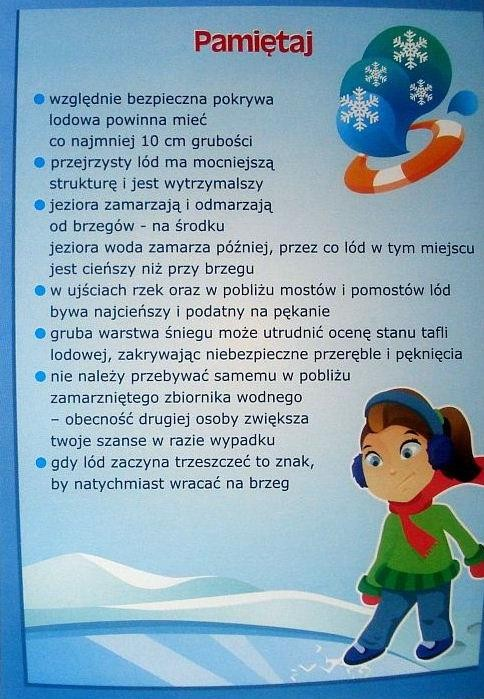 Pamiętaj
względnie bezpieczna pokrywa
lodowa powinna mieć
co najmniej 10 cm grubości
przejrzysty lód ma mocniejszą
strukturę i jest wytrzymalszy
jeziora zamarzają i odmarzają
od brzegów - na środku
jeziora woda zamarza później, przez co lód w tym miejscu
jest cieńszy niż przy brzegu
w ujściach rzek oraz w pobliżu mostów i pomostów lód
bywa najcieńszy i podatny na pękanie
gruba warstwa śniegu może utrudnić ocenę stanu tafli
lodowej, zakrywając niebezpieczne przeręble i pęknięcia
nie należy przebywać samemu w pobliżu
zamarzniętego zbiornika wodnego
– obecność drugiej osoby zwiększa
twoje szanse w razie wypadku
gdy lód zaczyna trzeszczeć to znak,
by natychmiast wracać na brzeg